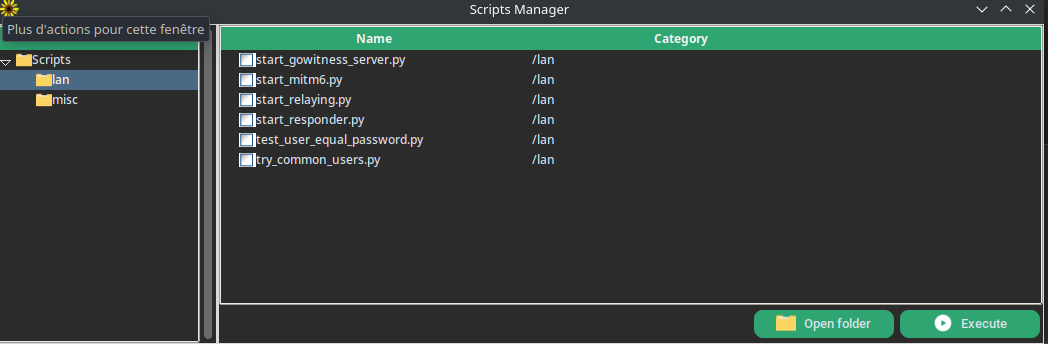 Scripts Manager
Plus d'actions pour cette fenêtre
Scripts
lan
misc
Name Category
start_gowitness_server.py /lan
start_mitm6.py /lan
start_relaying.py /lan
start_responder.py /lan
test_user_equal_password.py /lan
try_common_users.py /lan
Open folder Execute